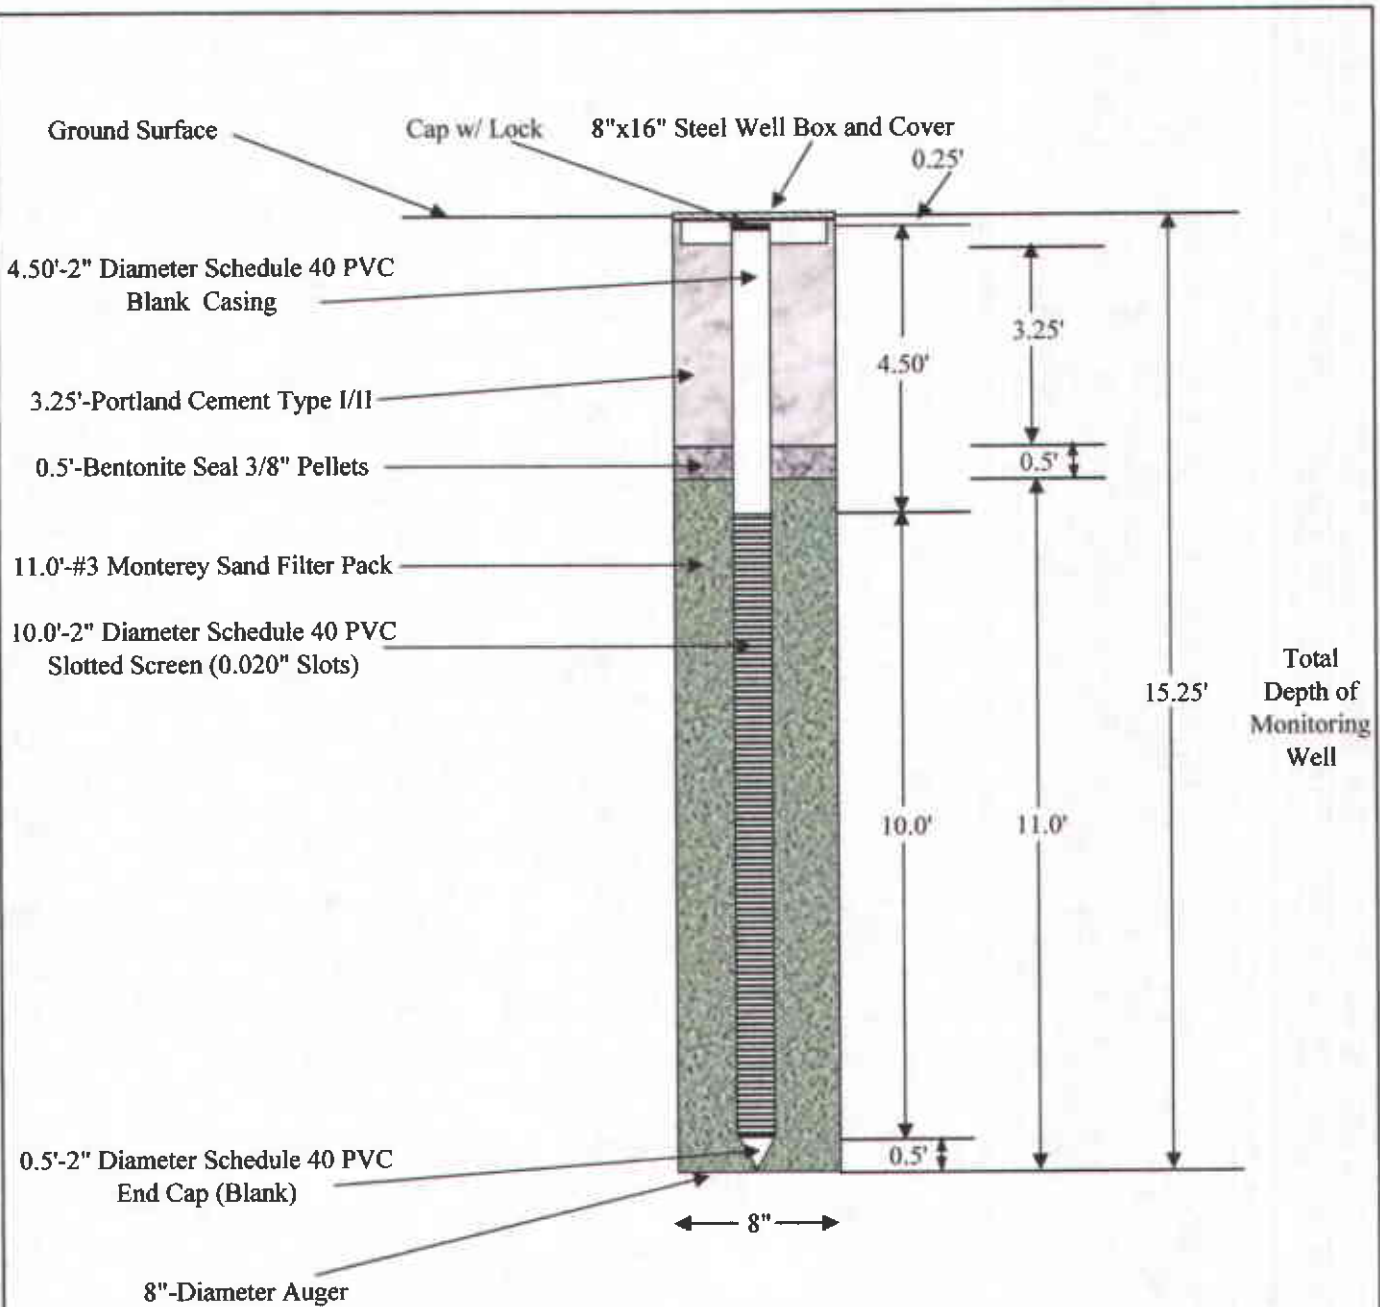 Ground Surface
Cap w/ Lock
8"x16" Steel Well Box and Cover
0.25'
4.50'-2" Diameter Schedule 40 PVC
Blank Casing
3.25'
4.50'
3.25'-Portland Cement Type I/II
0.5'-Bentonite Seal 3/8" Pellets
0.5'
11.0'-#3 Monterey Sand Filter Pack
10.0'-2" Diameter Schedule 40 PVC
Slotted Screen (0.020" Slots)
15.25'
Total
Depth of
Monitoring
Well
10.0'
11.0'
0.5'-2" Diameter Schedule 40 PVC
End Cap (Blank)
0.5'
8"
8"-Diameter Auger